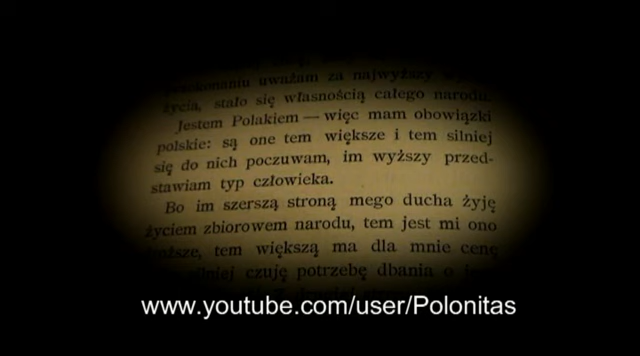 uważam za najwyższy
życia, stało się własnością całego narodu.
Jestem Polakiem — więc mam obowiązki
polskie: są one tem większe i tem silniej
się do nich poczuwam, im wyższy przed-
stawiam typ człowieka.
Bo im szerszą stroną mego ducha żyję
życiem zbiorowem narodu, tem jest mi ono
tem większą ma dla mnie cenę
czuję potrzebę dbania o
www.youtube.com/user/Polonitas